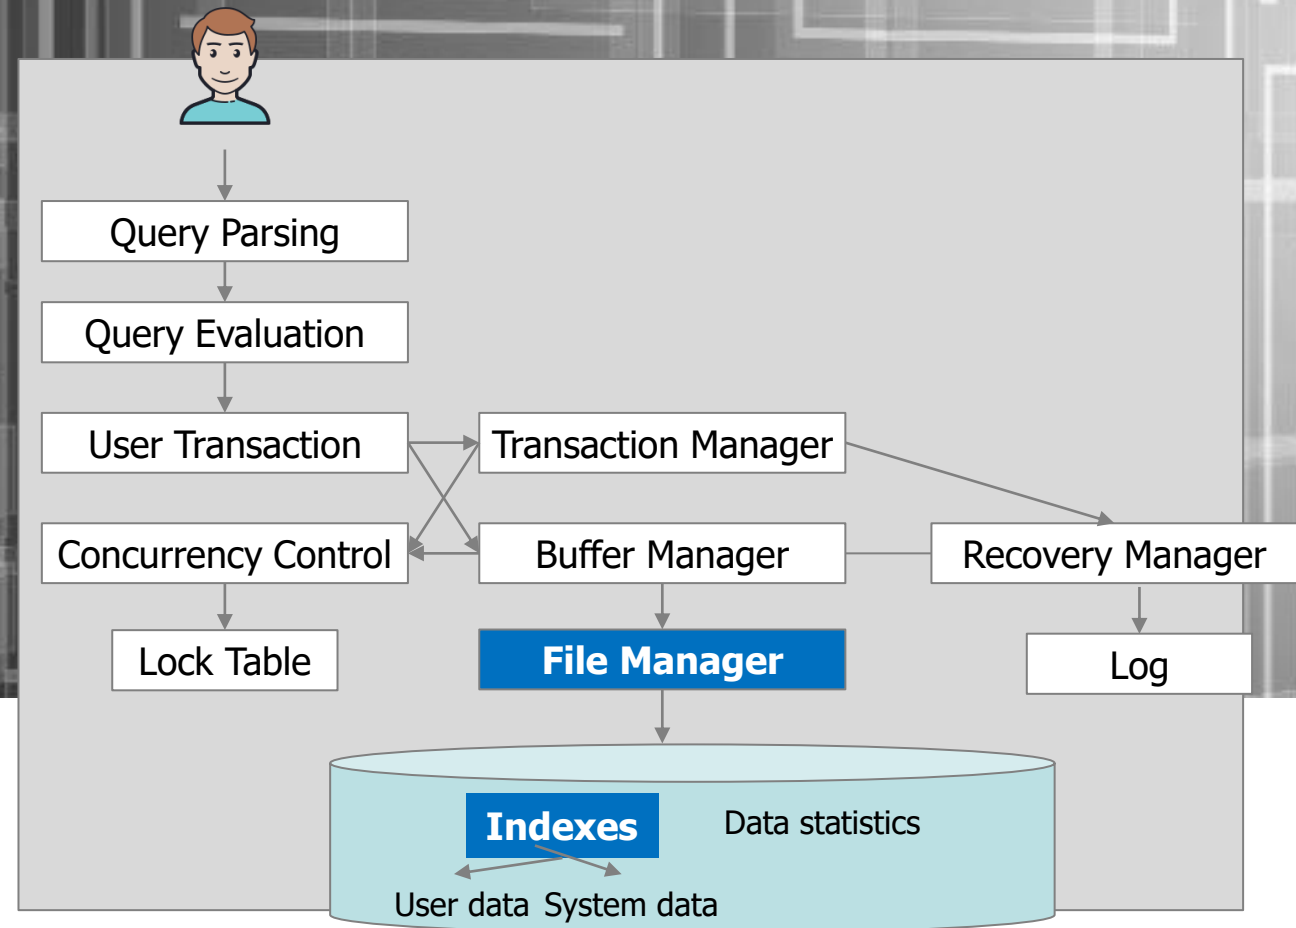 Query Parsing
Query Evaluation
User Transaction
Transaction Manager
Concurrency Control
Buffer Manager
Recovery Manager
Lock Table
File Manager
Log
Indexes
Data statistics
User data
System data